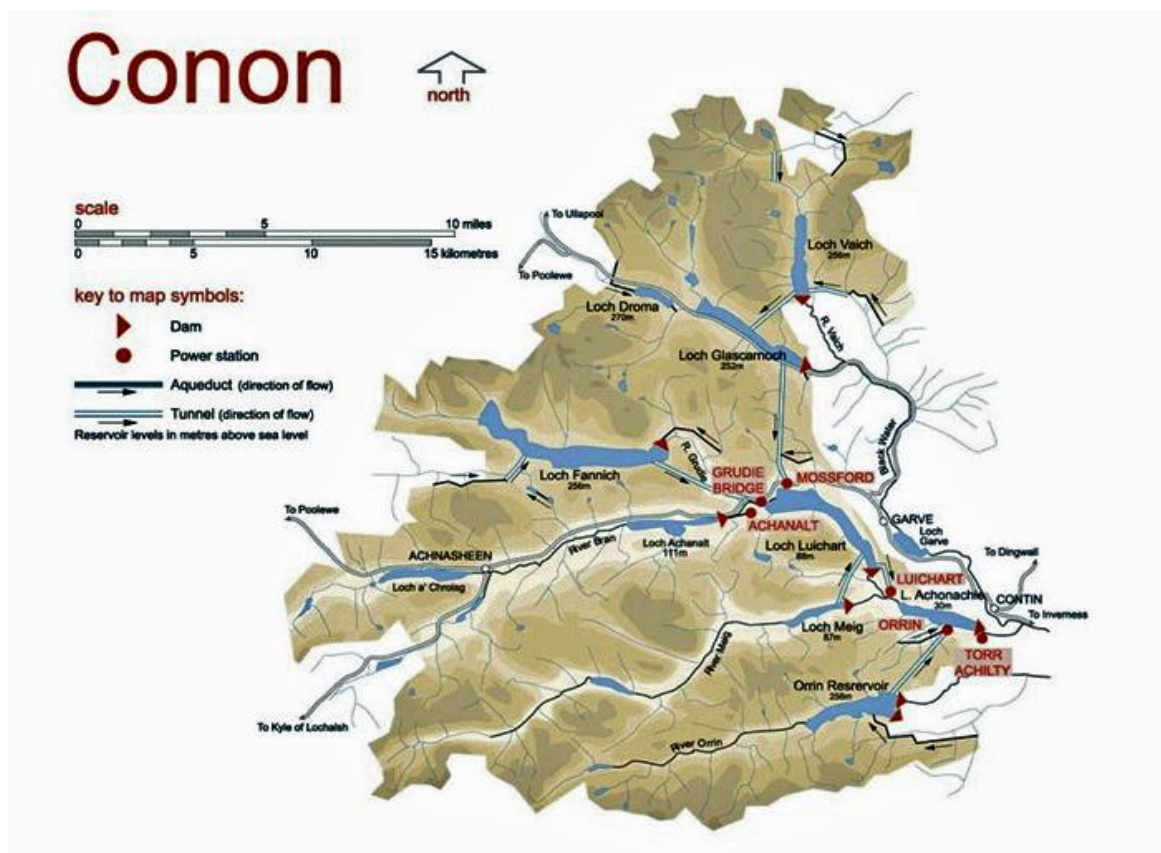 Conon
north
scale
0 5 10 miles
0 5 10 15 kilometres
key to map symbols:
Dam
Power station
Aqueduct (direction of flow)
Tunnel (direction of flow)
Reservoir levels in metres above sea level
To Ullapool
To Poolewe
Loch Vaich
256m
Loch Droma
270m
R. Vaich
Loch Glascarnoch
252m
Black Water
R. Grudie
Loch Fannich
256m
GRUDIE
BRIDGE
MOSSFORD
ACHANALT
To Poolewe
GARVE
Loch
Garve
River Bran
Loch Achanalt
111m
Loch Luichart
88m
To Dingwall
ACHNASHEEN
Loch a' Chroisg
LUICHART
L. Achonachie
30m
CONTIN
To Inverness
Loch Meig
87m
ORRIN
TORR
ACHILTY
River Meig
Orrin Resrervoir
256m
To Kyle of Lochalsh
River Orrin